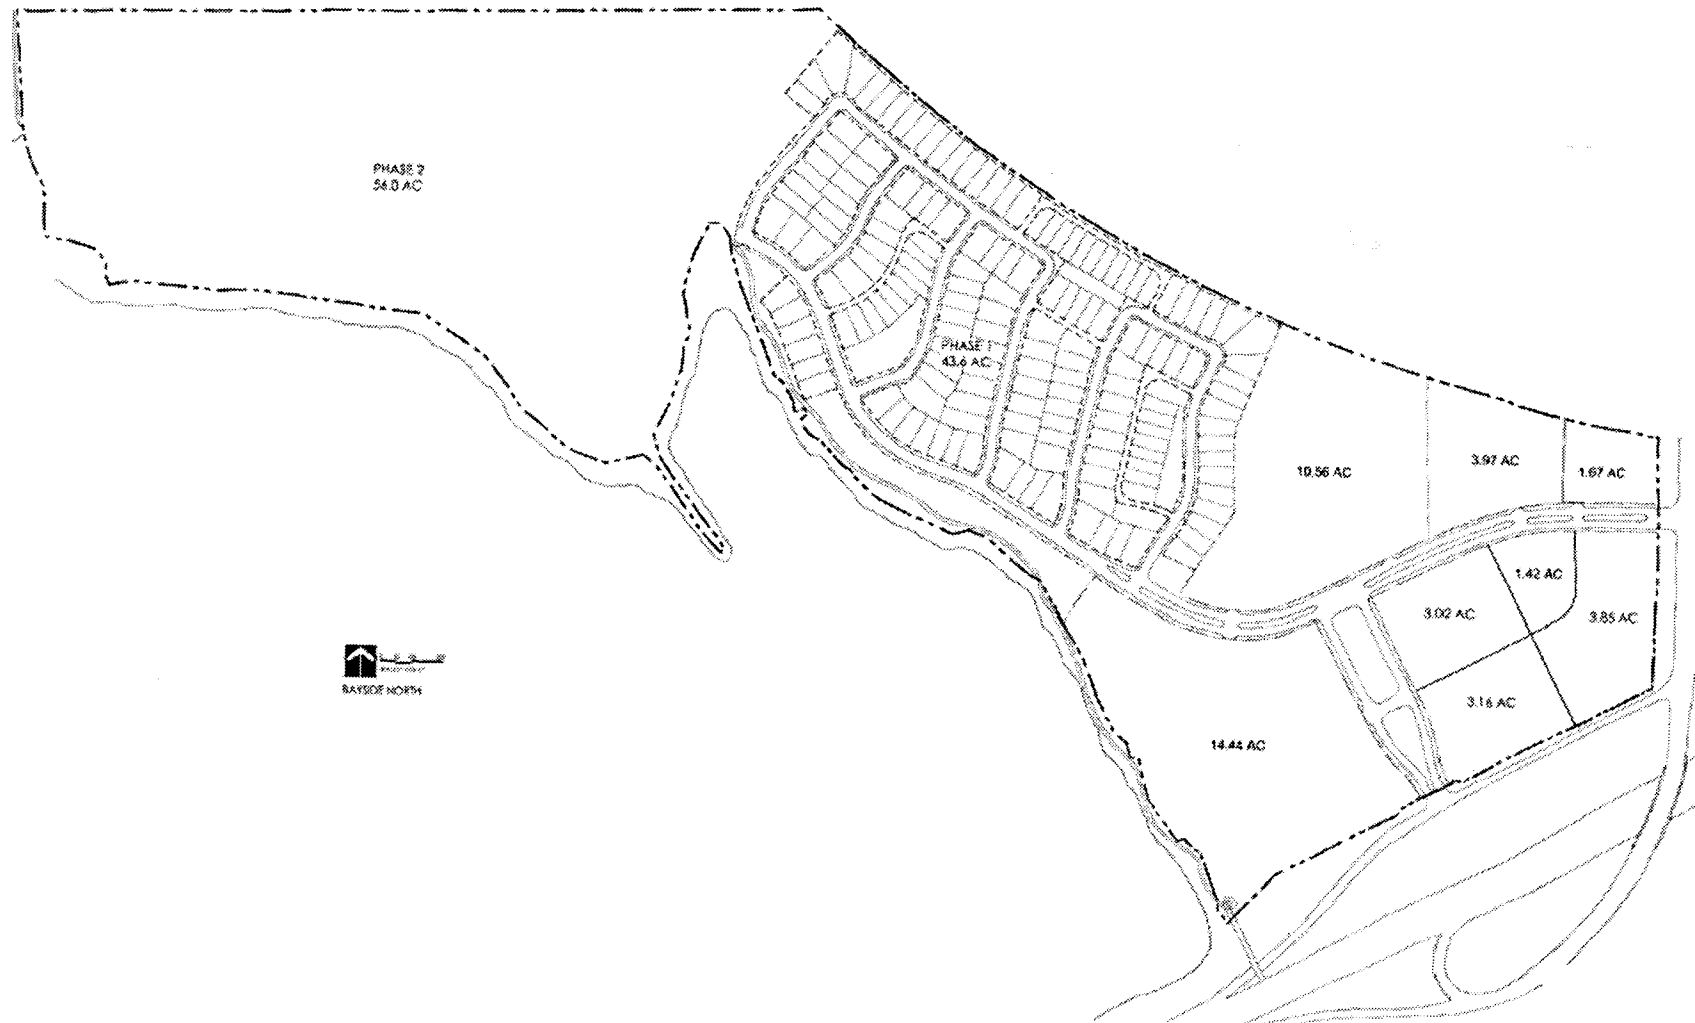 PHASE 2
56.0 AC
PHASE 1
43.6 AC
10.56 AC
3.97 AC
1.67 AC
1.42 AC
3.02 AC
3.85 AC
3.16 AC
14.44 AC
BAYSIDE NORTH